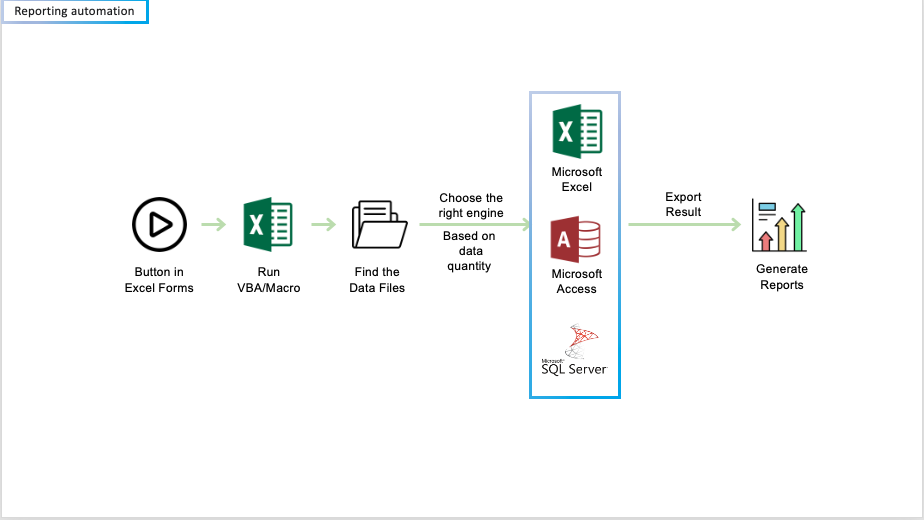 Reporting automation
Button in
Excel Forms
Run
VBA/Macro
Find the
Data Files
Choose the
right engine
Based on
data
quantity
X
Microsoft
Excel
A
Microsoft
Access
Microsoft
SQL Server
Export
Result
Generate
Reports
X